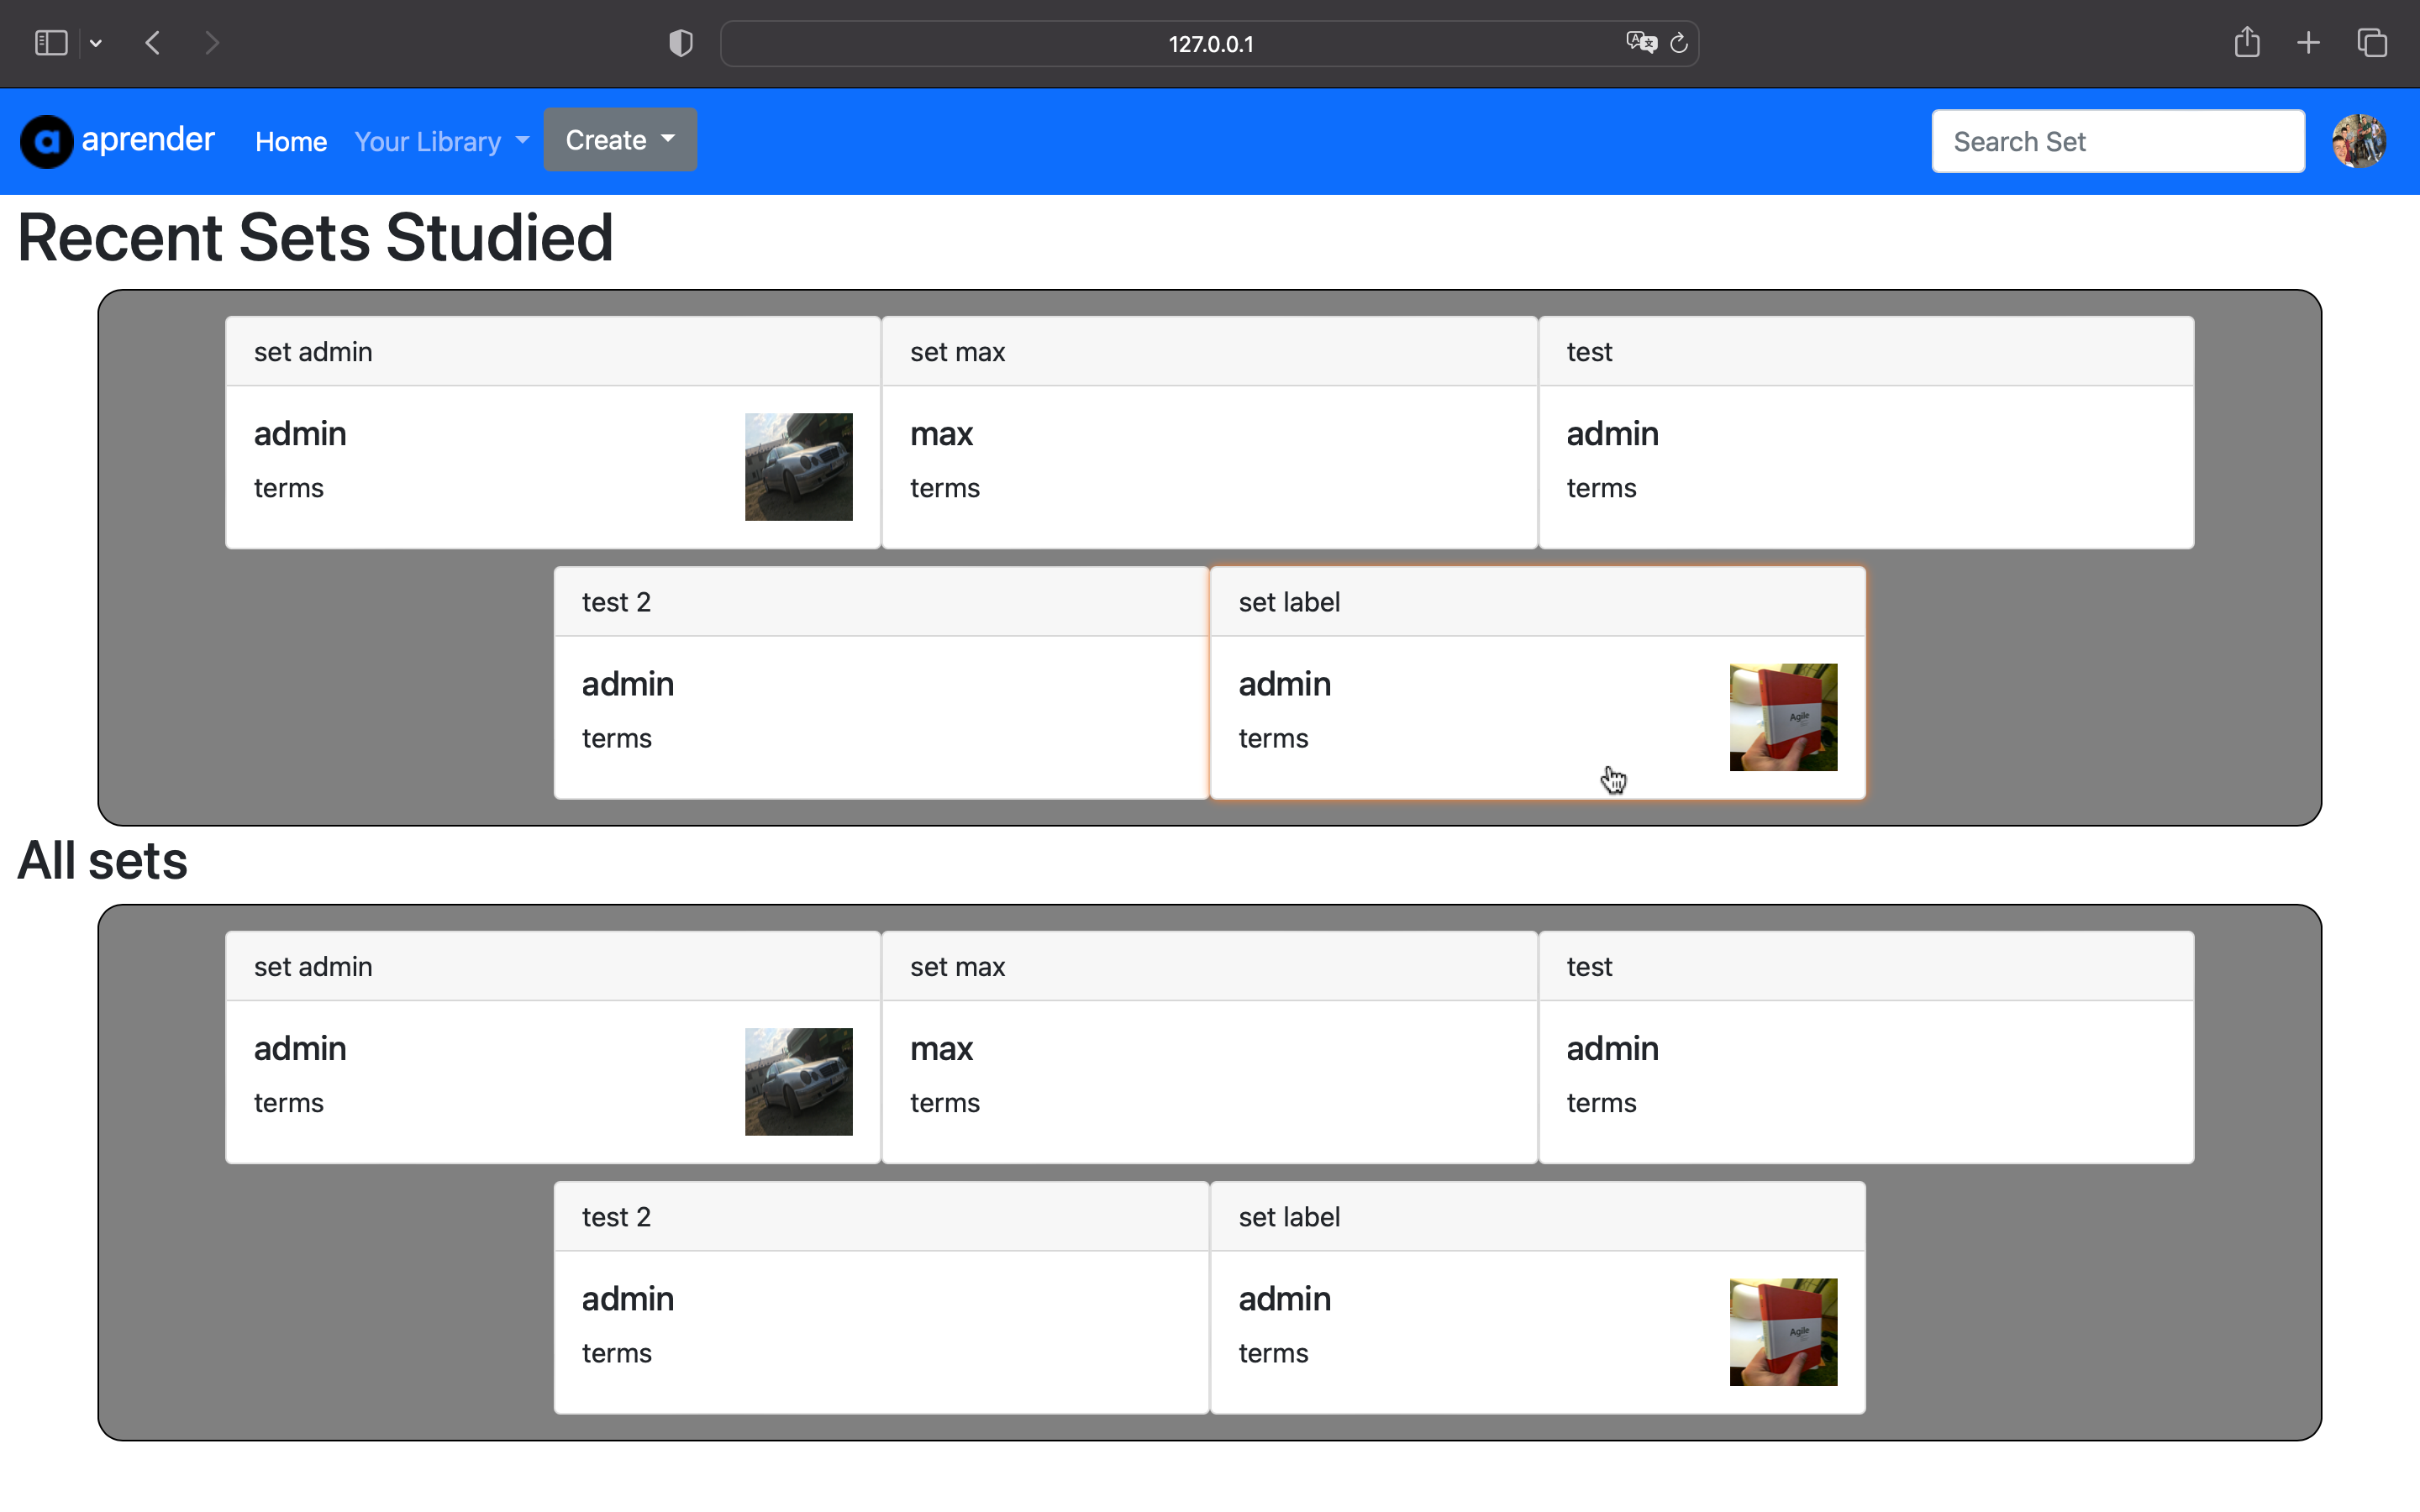 127.0.0.1
a aprender Home Your Library Create Search Set
Recent Sets Studied
set admin
admin
terms
set max
max
terms
test
admin
terms
test 2
admin
terms
set label
admin
terms
Agile
All sets
set admin
admin
terms
set max
max
terms
test
admin
terms
test 2
admin
terms
set label
admin
terms
Agile